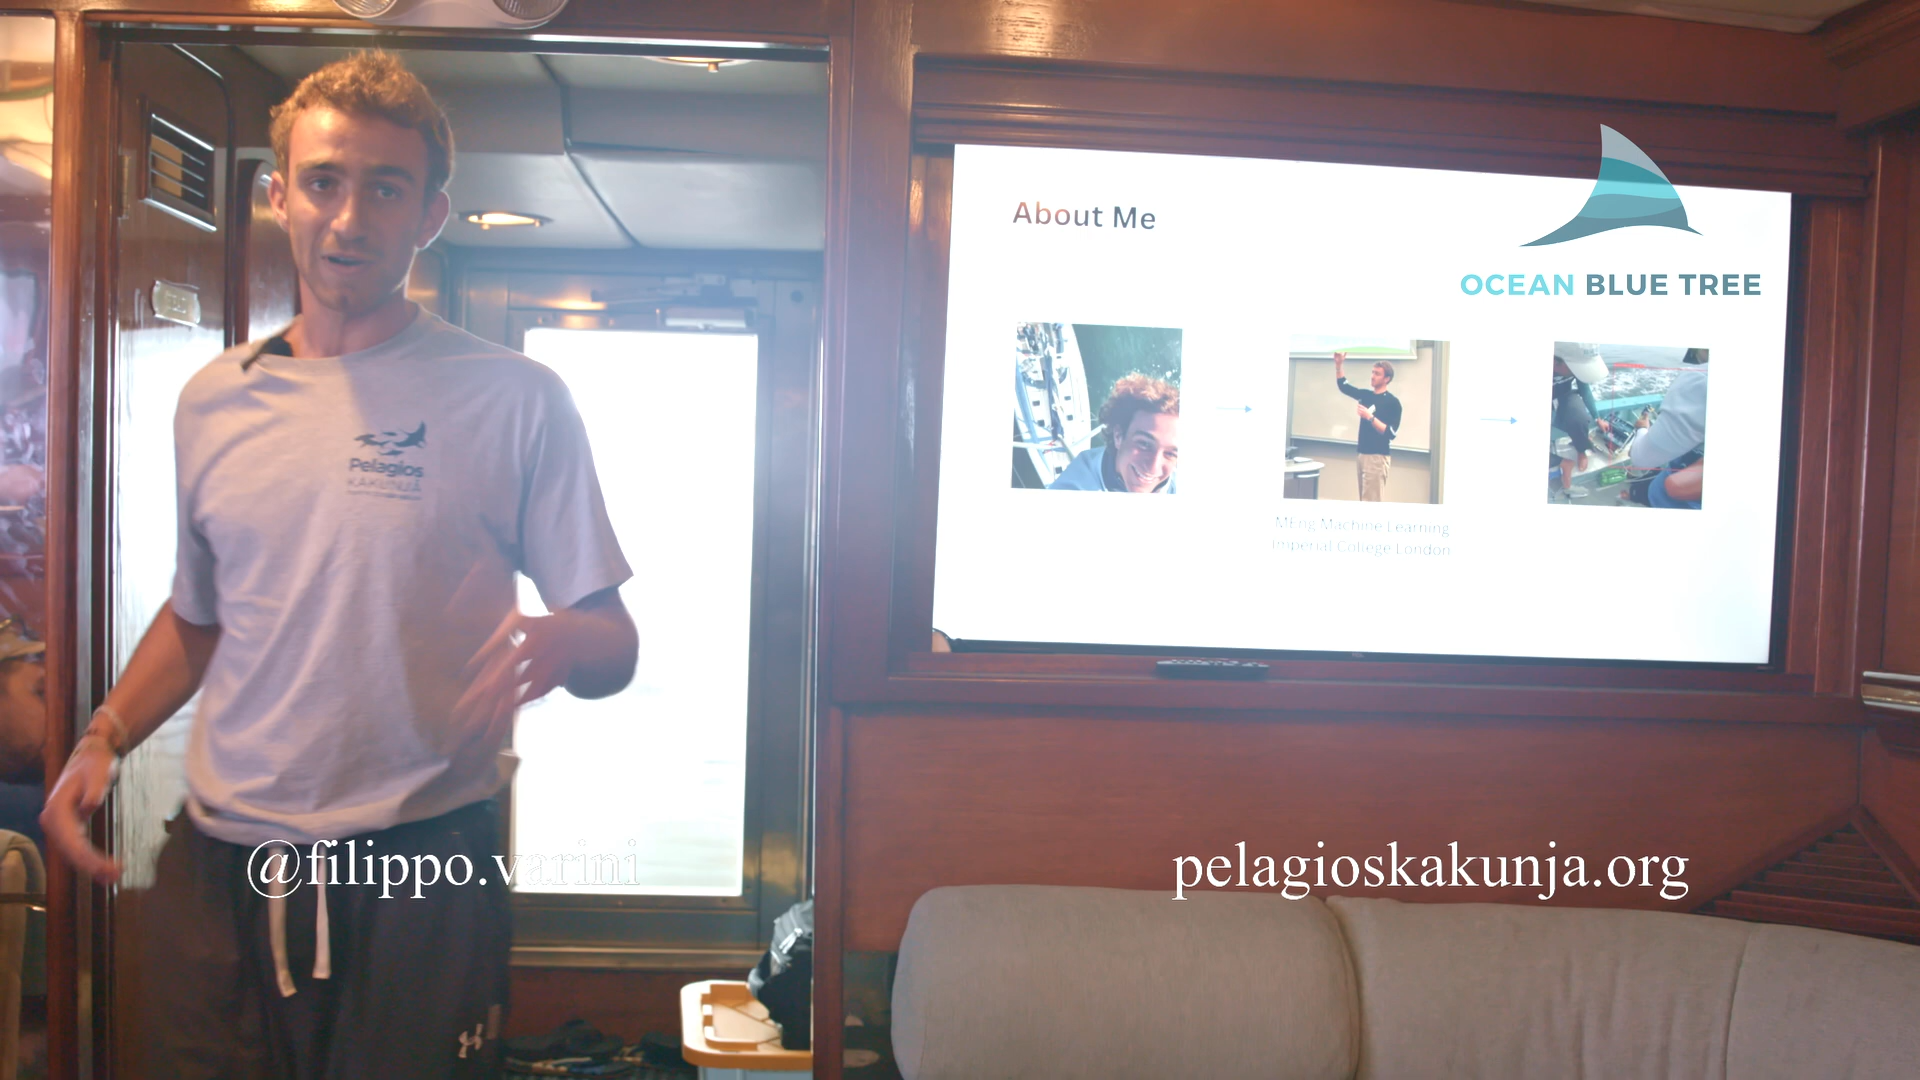 About Me
OCEAN BLUE TREE
Pelagios
KAKUNJÁ
MEng Machine Learning
Imperial College London
@filippo.varini
pelagioskakunja.org